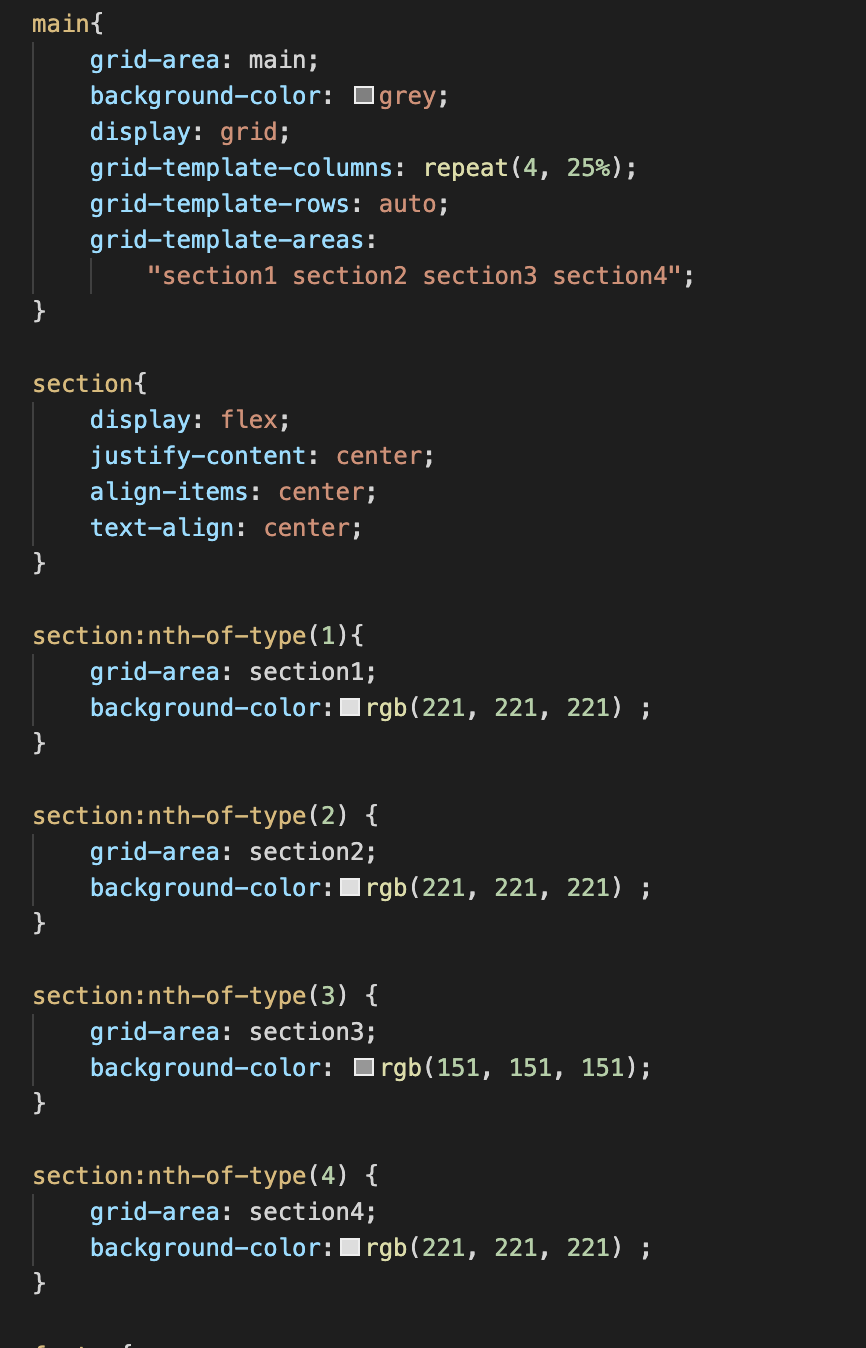 main{
    grid-area: main;
    background-color: grey;
    display: grid;
    grid-template-columns: repeat(4, 25%);
    grid-template-rows: auto;
    grid-template-areas:
        "section1 section2 section3 section4";
}

section{
    display: flex;
    justify-content: center;
    align-items: center;
    text-align: center;
}

section:nth-of-type(1){
    grid-area: section1;
    background-color:rgb(221, 221, 221) ;
}

section:nth-of-type(2) {
    grid-area: section2;
    background-color:rgb(221, 221, 221) ;
}

section:nth-of-type(3) {
    grid-area: section3;
    background-color: rgb(151, 151, 151);
}

section:nth-of-type(4) {
    grid-area: section4;
    background-color:rgb(221, 221, 221) ;
}